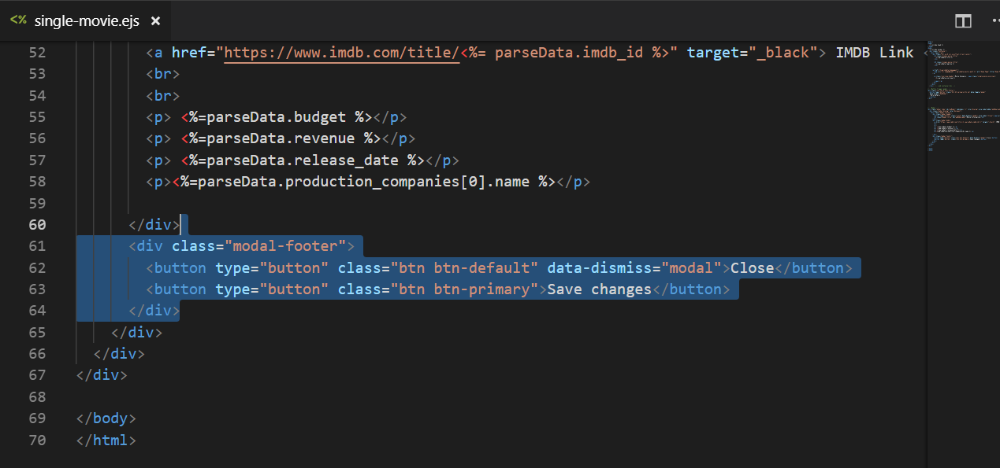 <% single-movie.ejs ×
52 <a href="https://www.imdb.com/title/<%= parseData.imdb_id %>" target="_black"> IMDB Link <
53 <br>
54 <br>
55 <p> <%=parseData.budget %></p>
56 <p> <%=parseData.revenue %></p>
57 <p> <%=parseData.release_date %></p>
58 <p><%=parseData.production_companies[0].name %></p>
59
60 </div>
61 <div class="modal-footer">
62 <button type="button" class="btn btn-default" data-dismiss="modal">Close</button>
63 <button type="button" class="btn btn-primary">Save changes</button>
64 </div>
65 </div>
66 </div>
67 </div>
68
69 </body>
70 </html>